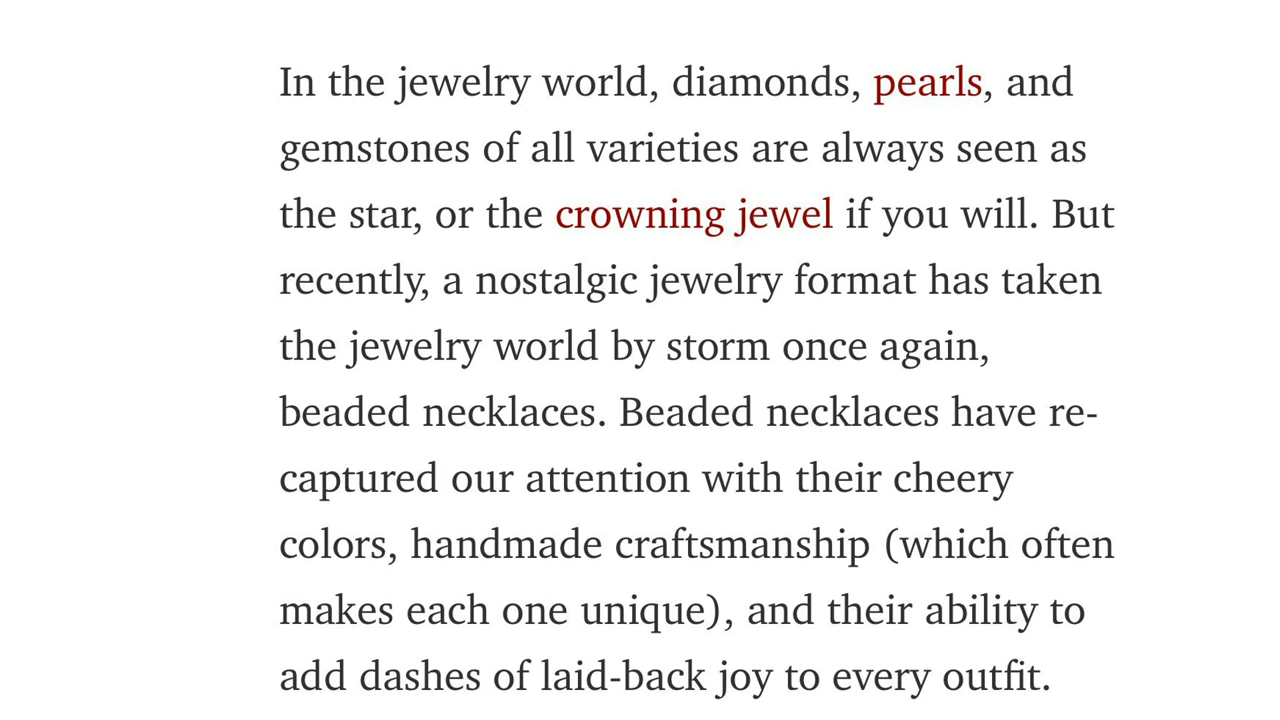 In the jewelry world, diamonds, pearls, and
gemstones of all varieties are always seen as
the star, or the crowning jewel if you will. But
recently, a nostalgic jewelry format has taken
the jewelry world by storm once again,
beaded necklaces. Beaded necklaces have re-
captured our attention with their cheery
colors, handmade craftsmanship (which often
makes each one unique), and their ability to
add dashes of laid-back joy to every outfit.